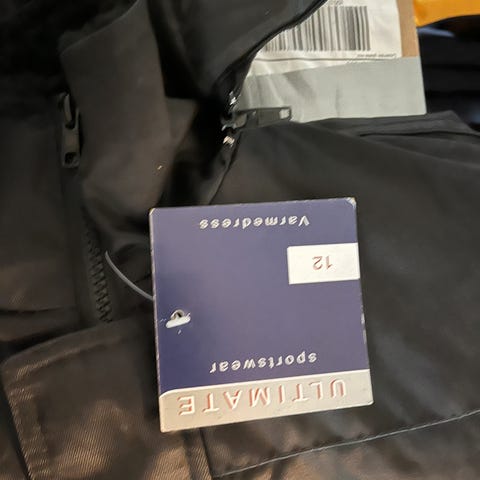 ULTIMATE
sportswear
12
Varmedress